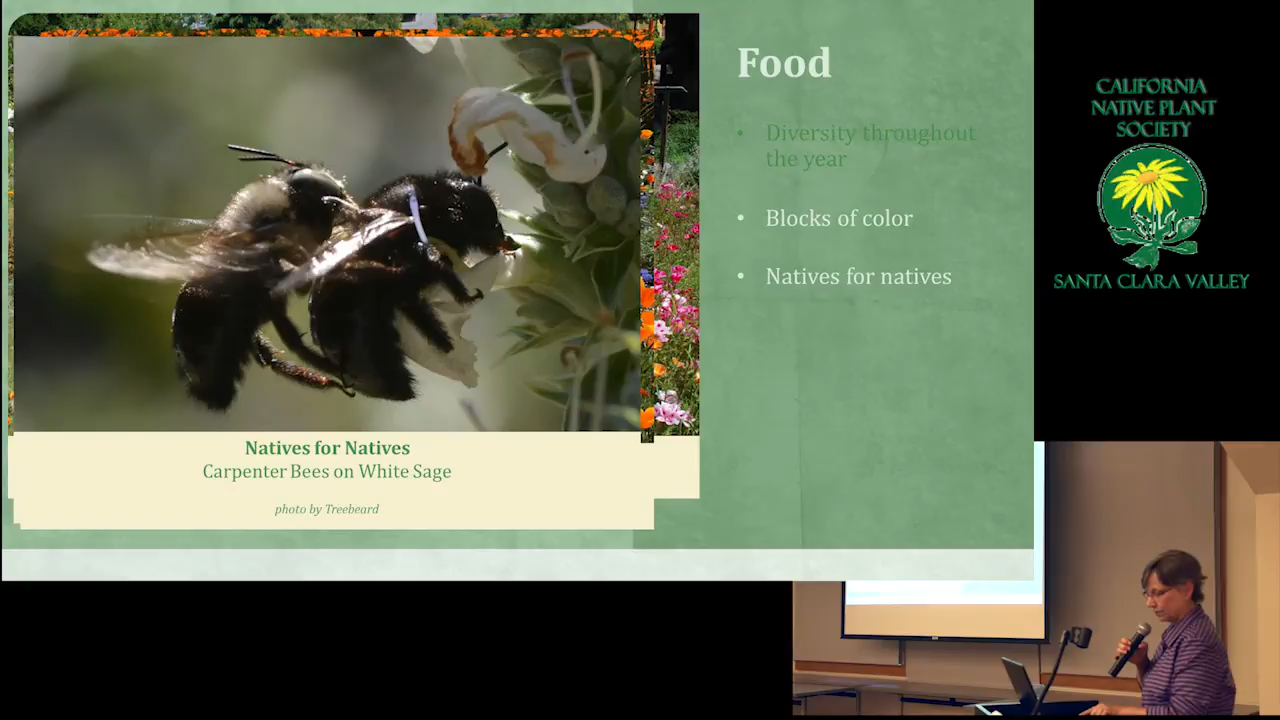 Food
• Diversity throughout
the year
• Blocks of color
• Natives for natives
Natives for Natives
Carpenter Bees on White Sage
photo by Treebeard
CALIFORNIA
NATIVE PLANT
SOCIETY
SANTA CLARA VALLEY